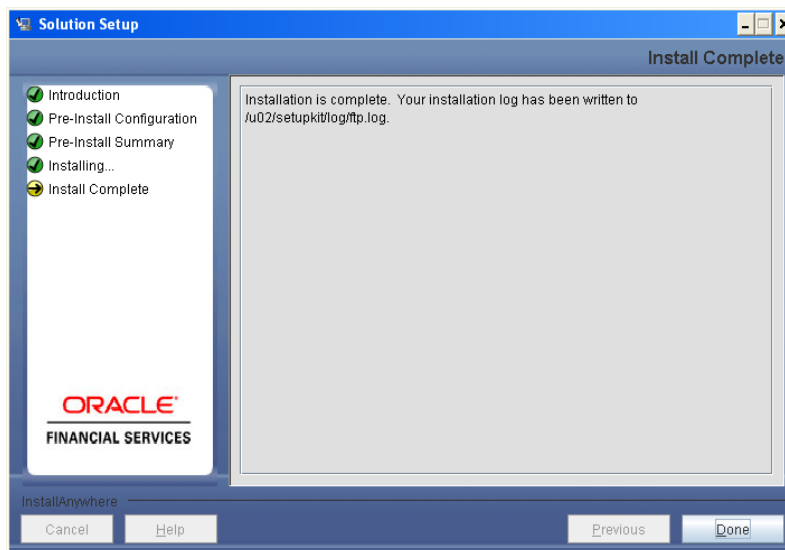 Solution Setup
Install Complete
Introduction
Pre-Install Configuration
Pre-Install Summary
Installing...
Install Complete
Installation is complete. Your installation log has been written to
/u02/setupkit/log/ftp.log.
ORACLE
FINANCIAL SERVICES
InstallAnywhere
Cancel
Help
Previous
Done